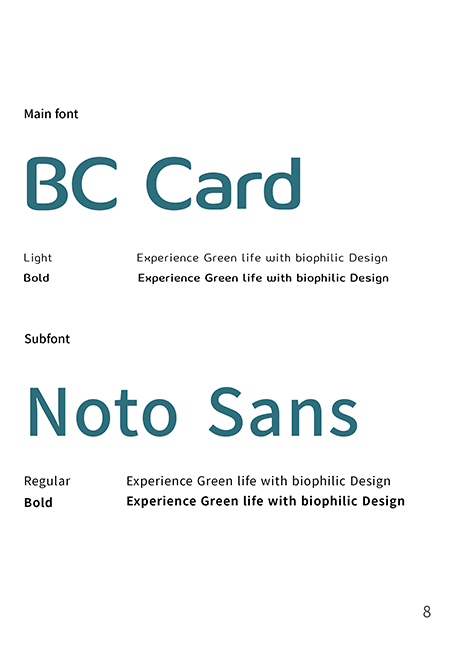 Main font
BC Card
Light Experience Green life with biophilic Design
Bold Experience Green life with biophilic Design
Subfont
Noto Sans
Regular Experience Green life with biophilic Design
Bold Experience Green life with biophilic Design
8